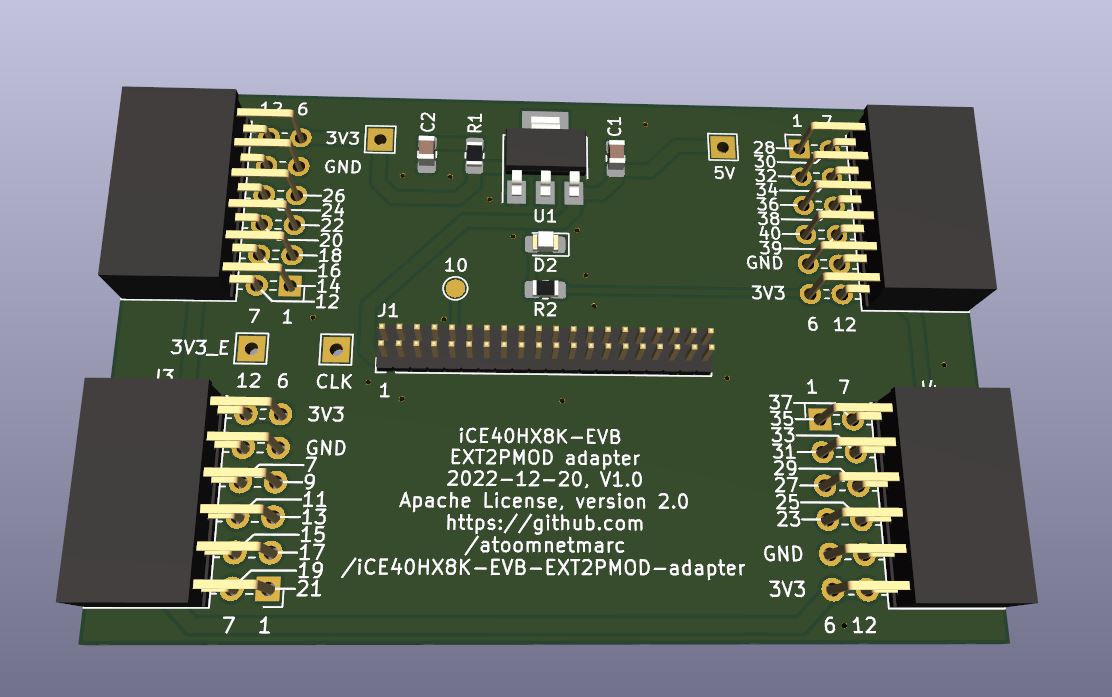 12 6
3V3
GND
26
24
22
20
18
16
14
12
7 1
C2
R1
C1
U1
D2
R2
5V
10
J1
1
1 7
28
30
32
34
36
38
40
39
GND
3V3
6 12
3V3_E
CLK
J3
12 6
3V3
GND
7
9
11
13
15
17
19
21
7 1
iCE40HX8K-EVB
EXT2PMOD adapter
2022-12-20, V1.0
Apache License, version 2.0
https://github.com
/atoomnetmarc
/iCE40HX8K-EVB-EXT2PMOD-adapter
1 7
37
35
33
31
29
27
25
23
GND
3V3
6 12